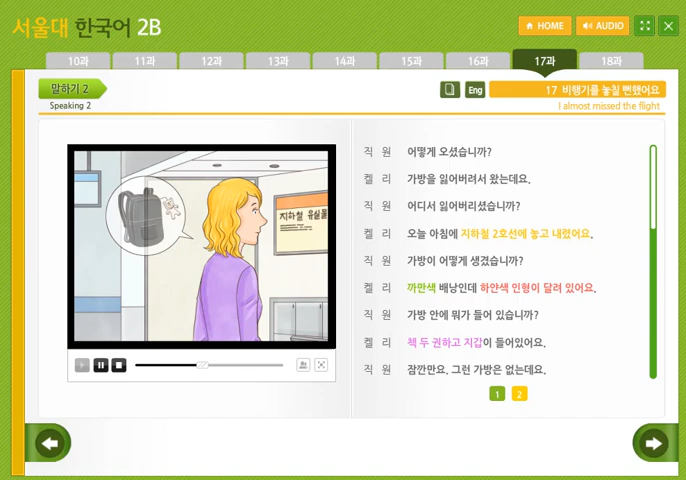 서울대 한국어 2B
HOME
AUDIO
10과 11과 12과 13과 14과 15과 16과 17과 18과
말하기 2
Speaking 2
Eng
17 비행기를 놓칠 뻔했어요
I almost missed the flight
지하철 유실물
직 원 어떻게 오셨습니까?
켈 리 가방을 잃어버려서 왔는데요.
직 원 어디서 잃어버리셨습니까?
켈 리 오늘 아침에 지하철 2호선에 놓고 내렸어요.
직 원 가방이 어떻게 생겼습니까?
켈 리 까만색 배낭인데 하얀색 인형이 달려 있어요.
직 원 가방 안에 뭐가 들어 있습니까?
켈 리 책 두 권하고 지갑이 들어있어요.
직 원 잠깐만요. 그런 가방은 없는데요.
1 2